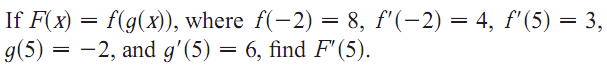 If F(x) = f(g(x)), where f(−2) = 8, f′(−2) = 4, f′(5) = 3,
g(5) = −2, and g′(5) = 6, find F′(5).